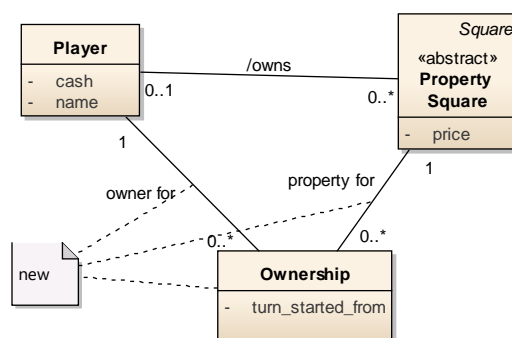 Square
Player
«abstract»
Property
Square
- cash
- name
/owns
0..1
0..*
- price
1
1
property for
owner for
0..*
0..*
new
Ownership
- turn_started_from